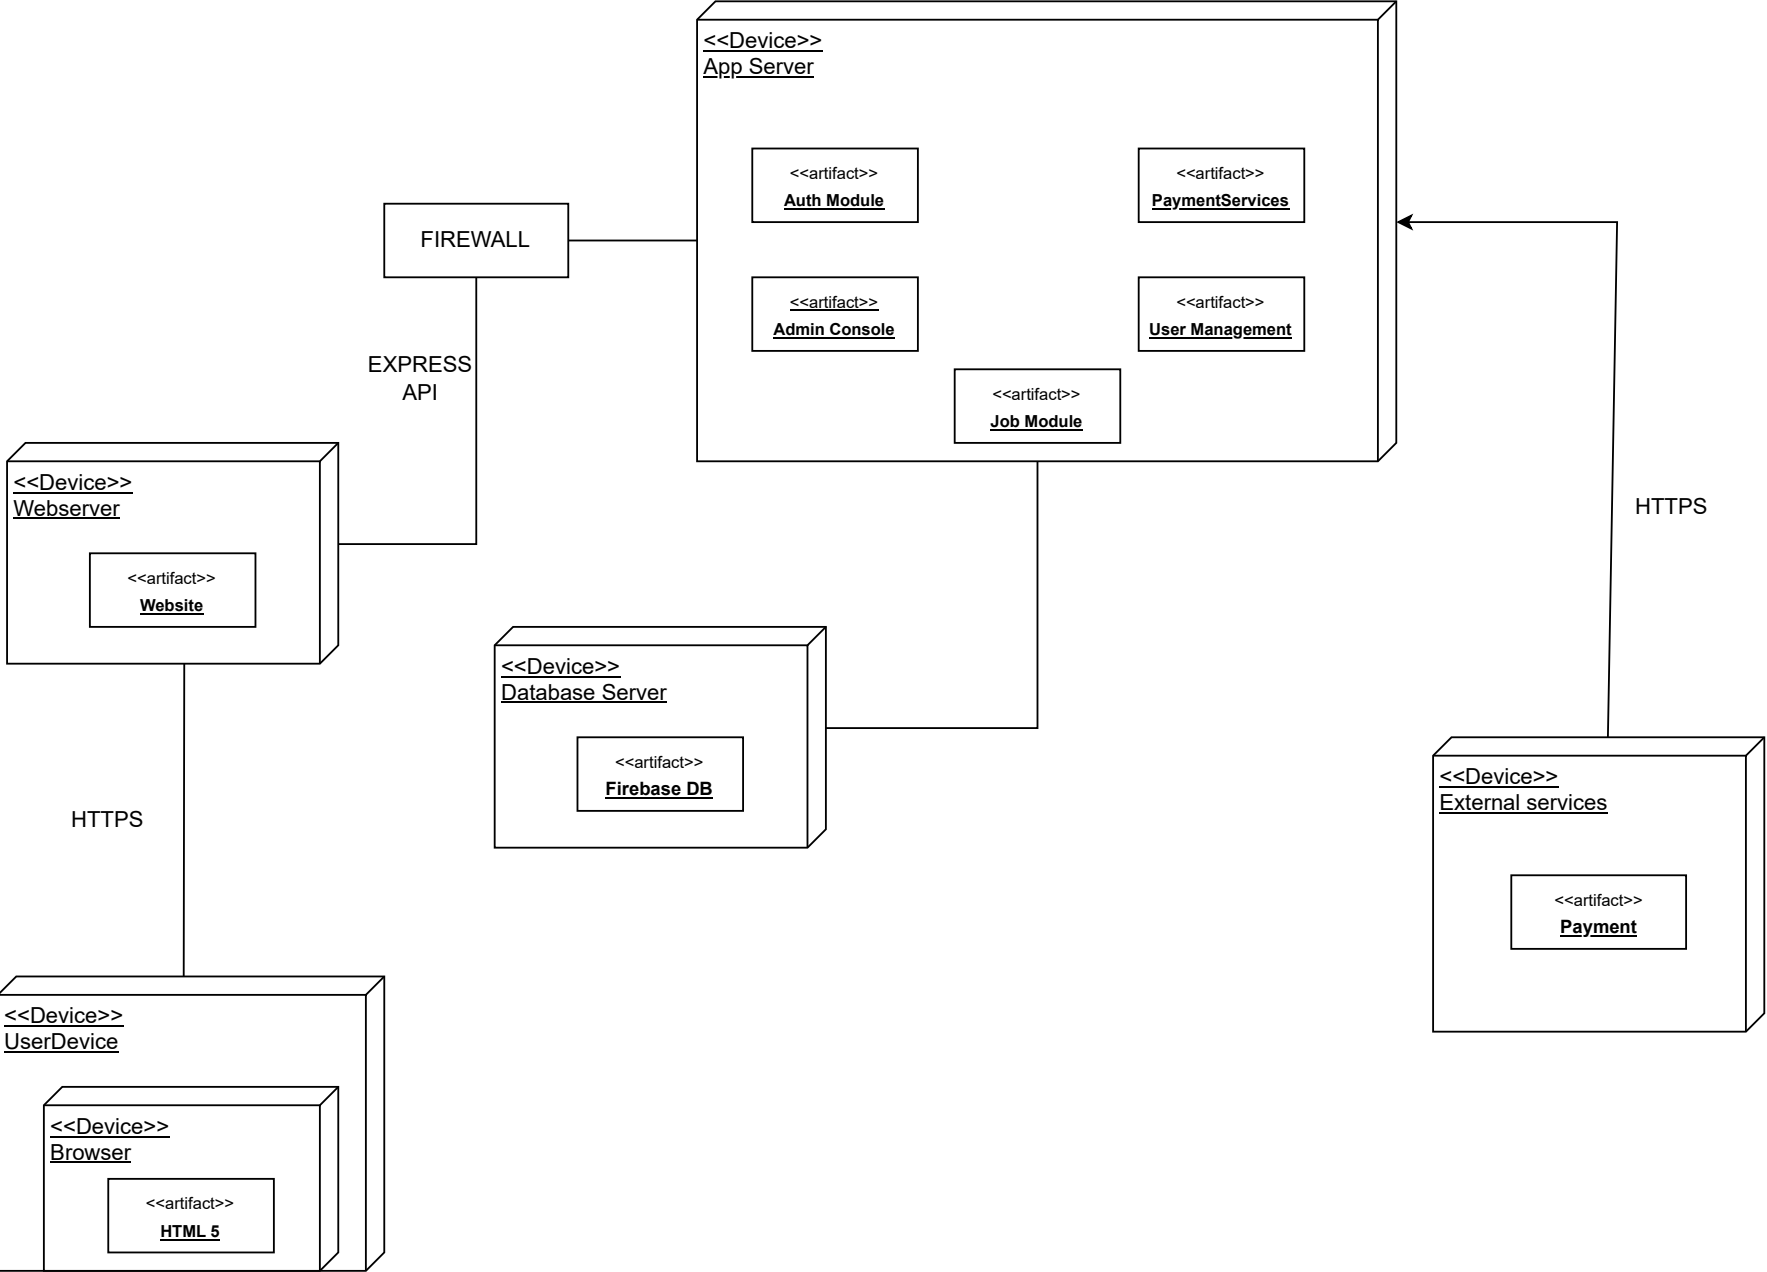 <<Device>>
App Server
<<artifact>>
Auth Module
<<artifact>>
PaymentServices
FIREWALL
<<artifact>>
Admin Console
<<artifact>>
User Management
EXPRESS
API
<<artifact>>
Job Module
<<Device>>
Webserver
HTTPS
<<artifact>>
Website
<<Device>>
Database Server
<<artifact>>
Firebase DB
<<Device>>
External services
HTTPS
<<artifact>>
Payment
<<Device>>
UserDevice
<<Device>>
Browser
<<artifact>>
HTML 5